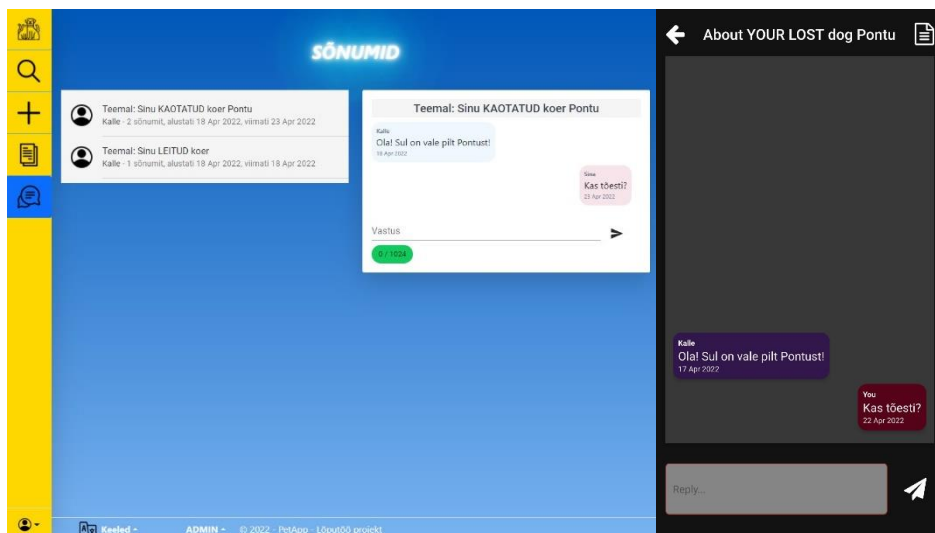 SÕNUMID
Teemal: Sinu KAOTATUD koer Pontu
Kalle - 2 sõnumit, alustati 18 Apr 2022, viimati 23 Apr 2022
Teemal: Sinu LEITUD koer
Kalle - 1 sõnumit, alustati 18 Apr 2022, viimati 18 Apr 2022
Teemal: Sinu KAOTATUD koer Pontu
Kalle
Ola! Sul on vale pilt Pontust!
18 Apr 2022
Sina
Kas tõesti?
23 Apr 2022
Vastus
0 / 1024
Keeled
ADMIN
© 2022 - PetApp - Lõputöö projekt
About YOUR LOST dog Pontu
Kalle
Ola! Sul on vale pilt Pontust!
17 Apr 2022
You
Kas tõesti?
22 Apr 2022
Reply...